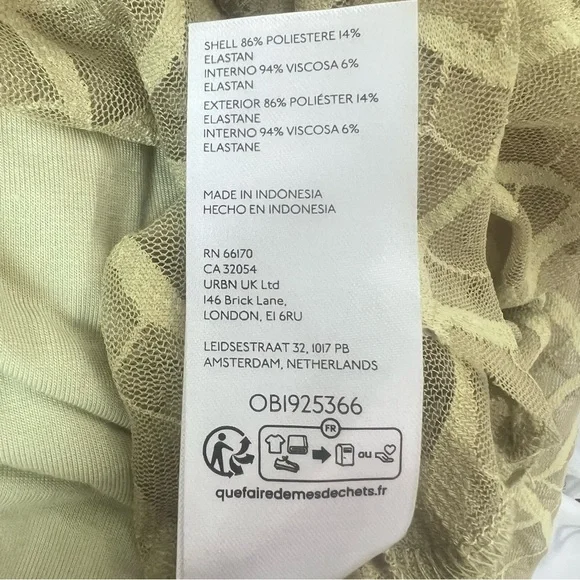 SHELL 86% POLIESTERE 14%
ELASTAN
INTERNO 94% VISCOSA 6%
ELASTAN
EXTERIOR 86% POLIÉSTER 14%
ELASTANE
INTERNO 94% VISCOSA 6%
ELASTANE
MADE IN INDONESIA
HECHO EN INDONESIA
RN 66170
CA 32054
URBN UK Ltd
146 Brick Lane,
LONDON, E1 6RU
LEIDSESTRAAT 32, 1017 PB
AMSTERDAM, NETHERLANDS
OB1925366
FR
ou
quefairedemesdechets.fr